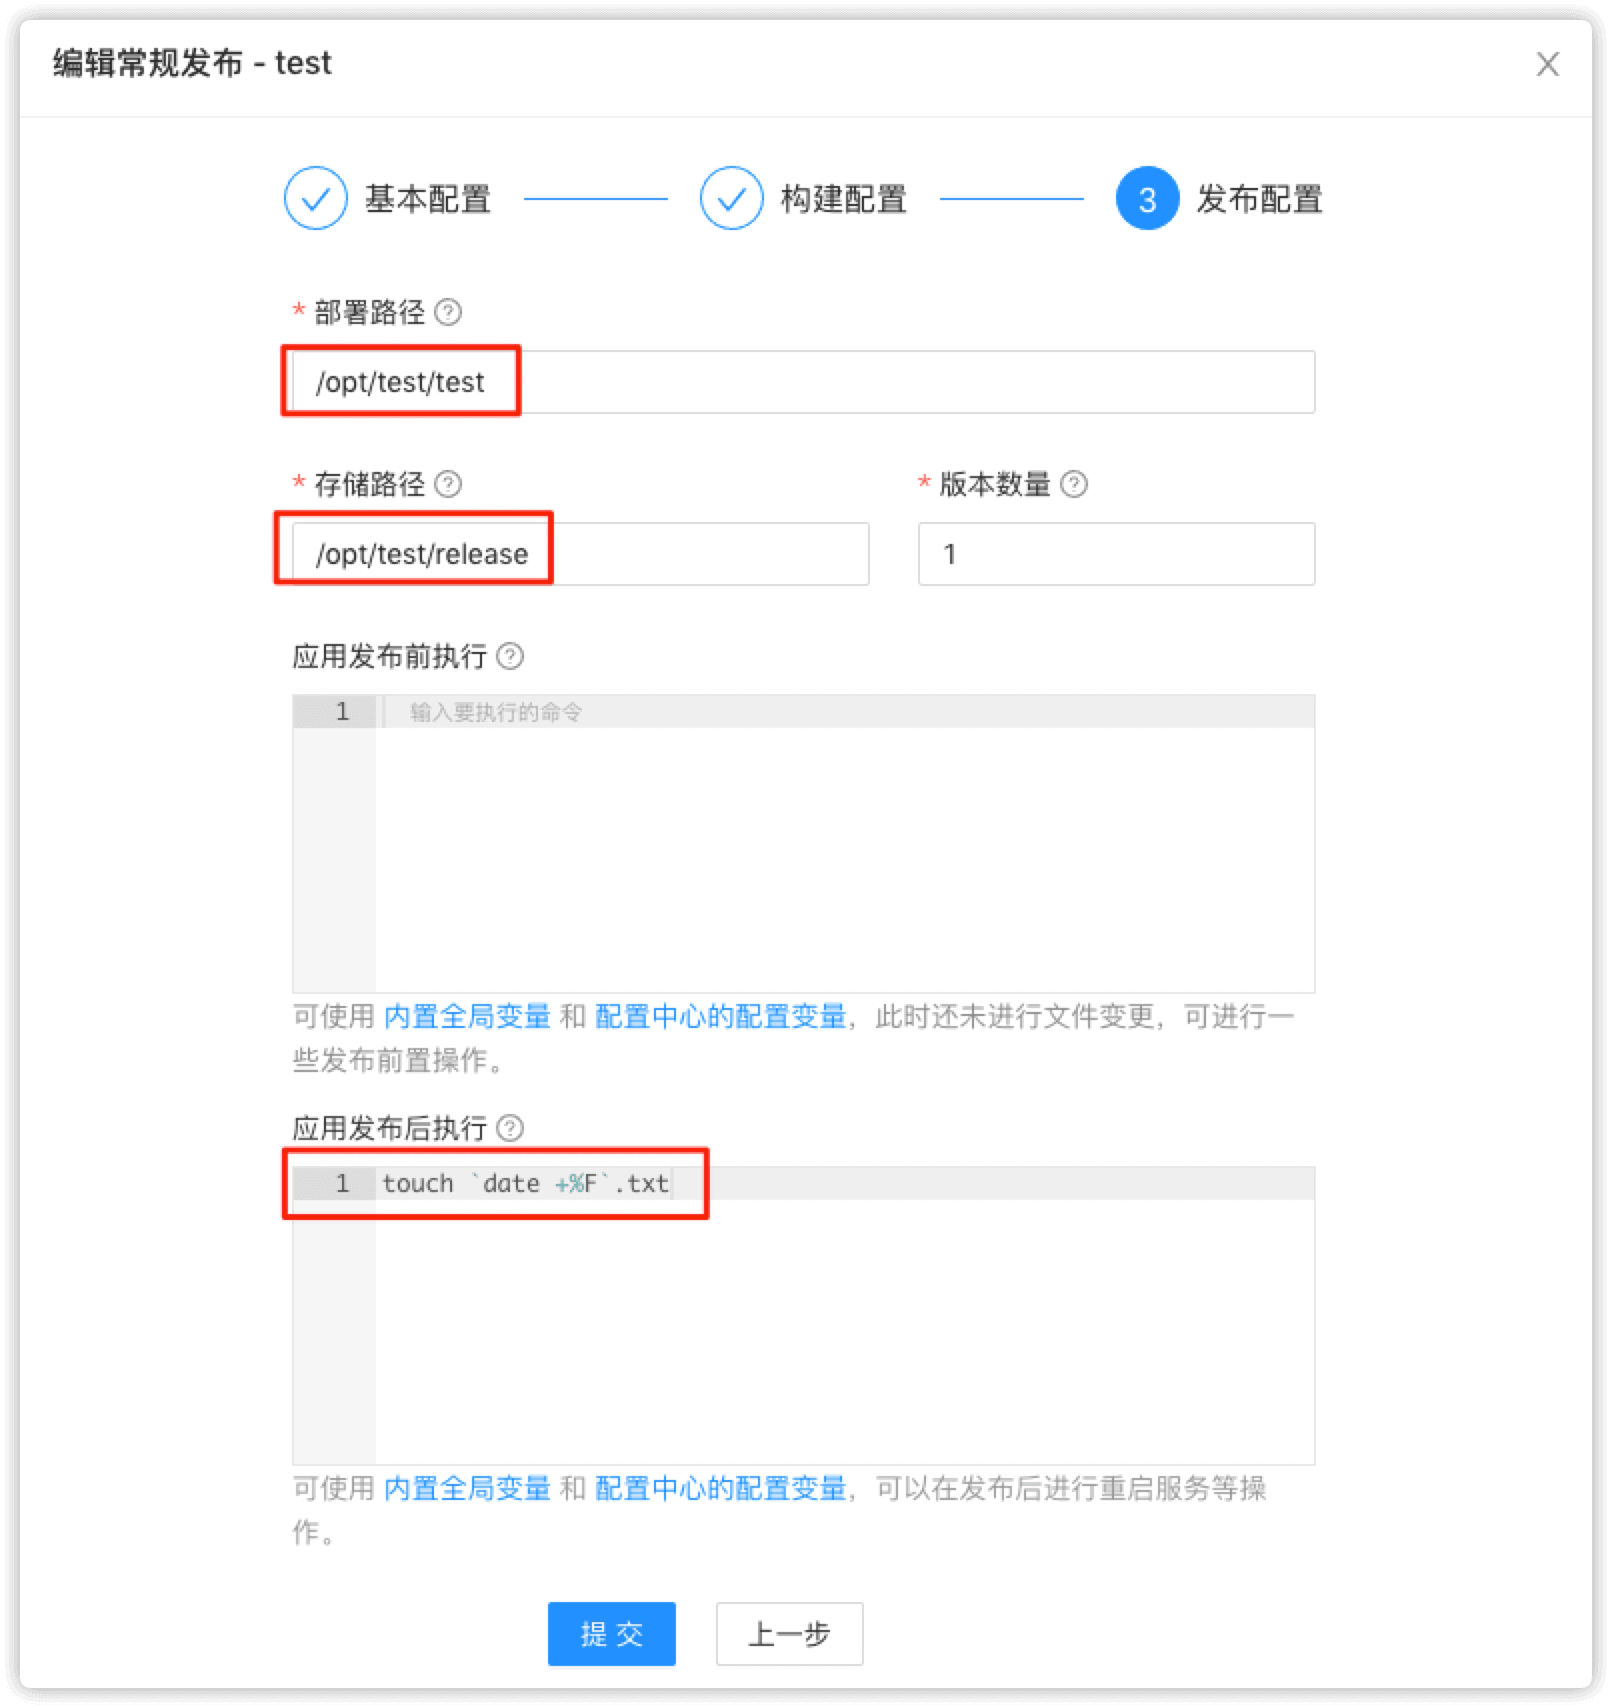 编辑常规发布 - test
基本配置
构建配置
3 发布配置
* 部署路径
/opt/test/test
* 存储路径
* 版本数量
/opt/test/release
1
应用发布前执行
1 输入要执行的命令
可使用 内置全局变量 和 配置中心的配置变量，此时还未进行文件变更，可进行一
些发布前置操作。
应用发布后执行
1 touch `date +%F`.txt
可使用 内置全局变量 和 配置中心的配置变量，可以在发布后进行重启服务等操
作。
提 交
上一步